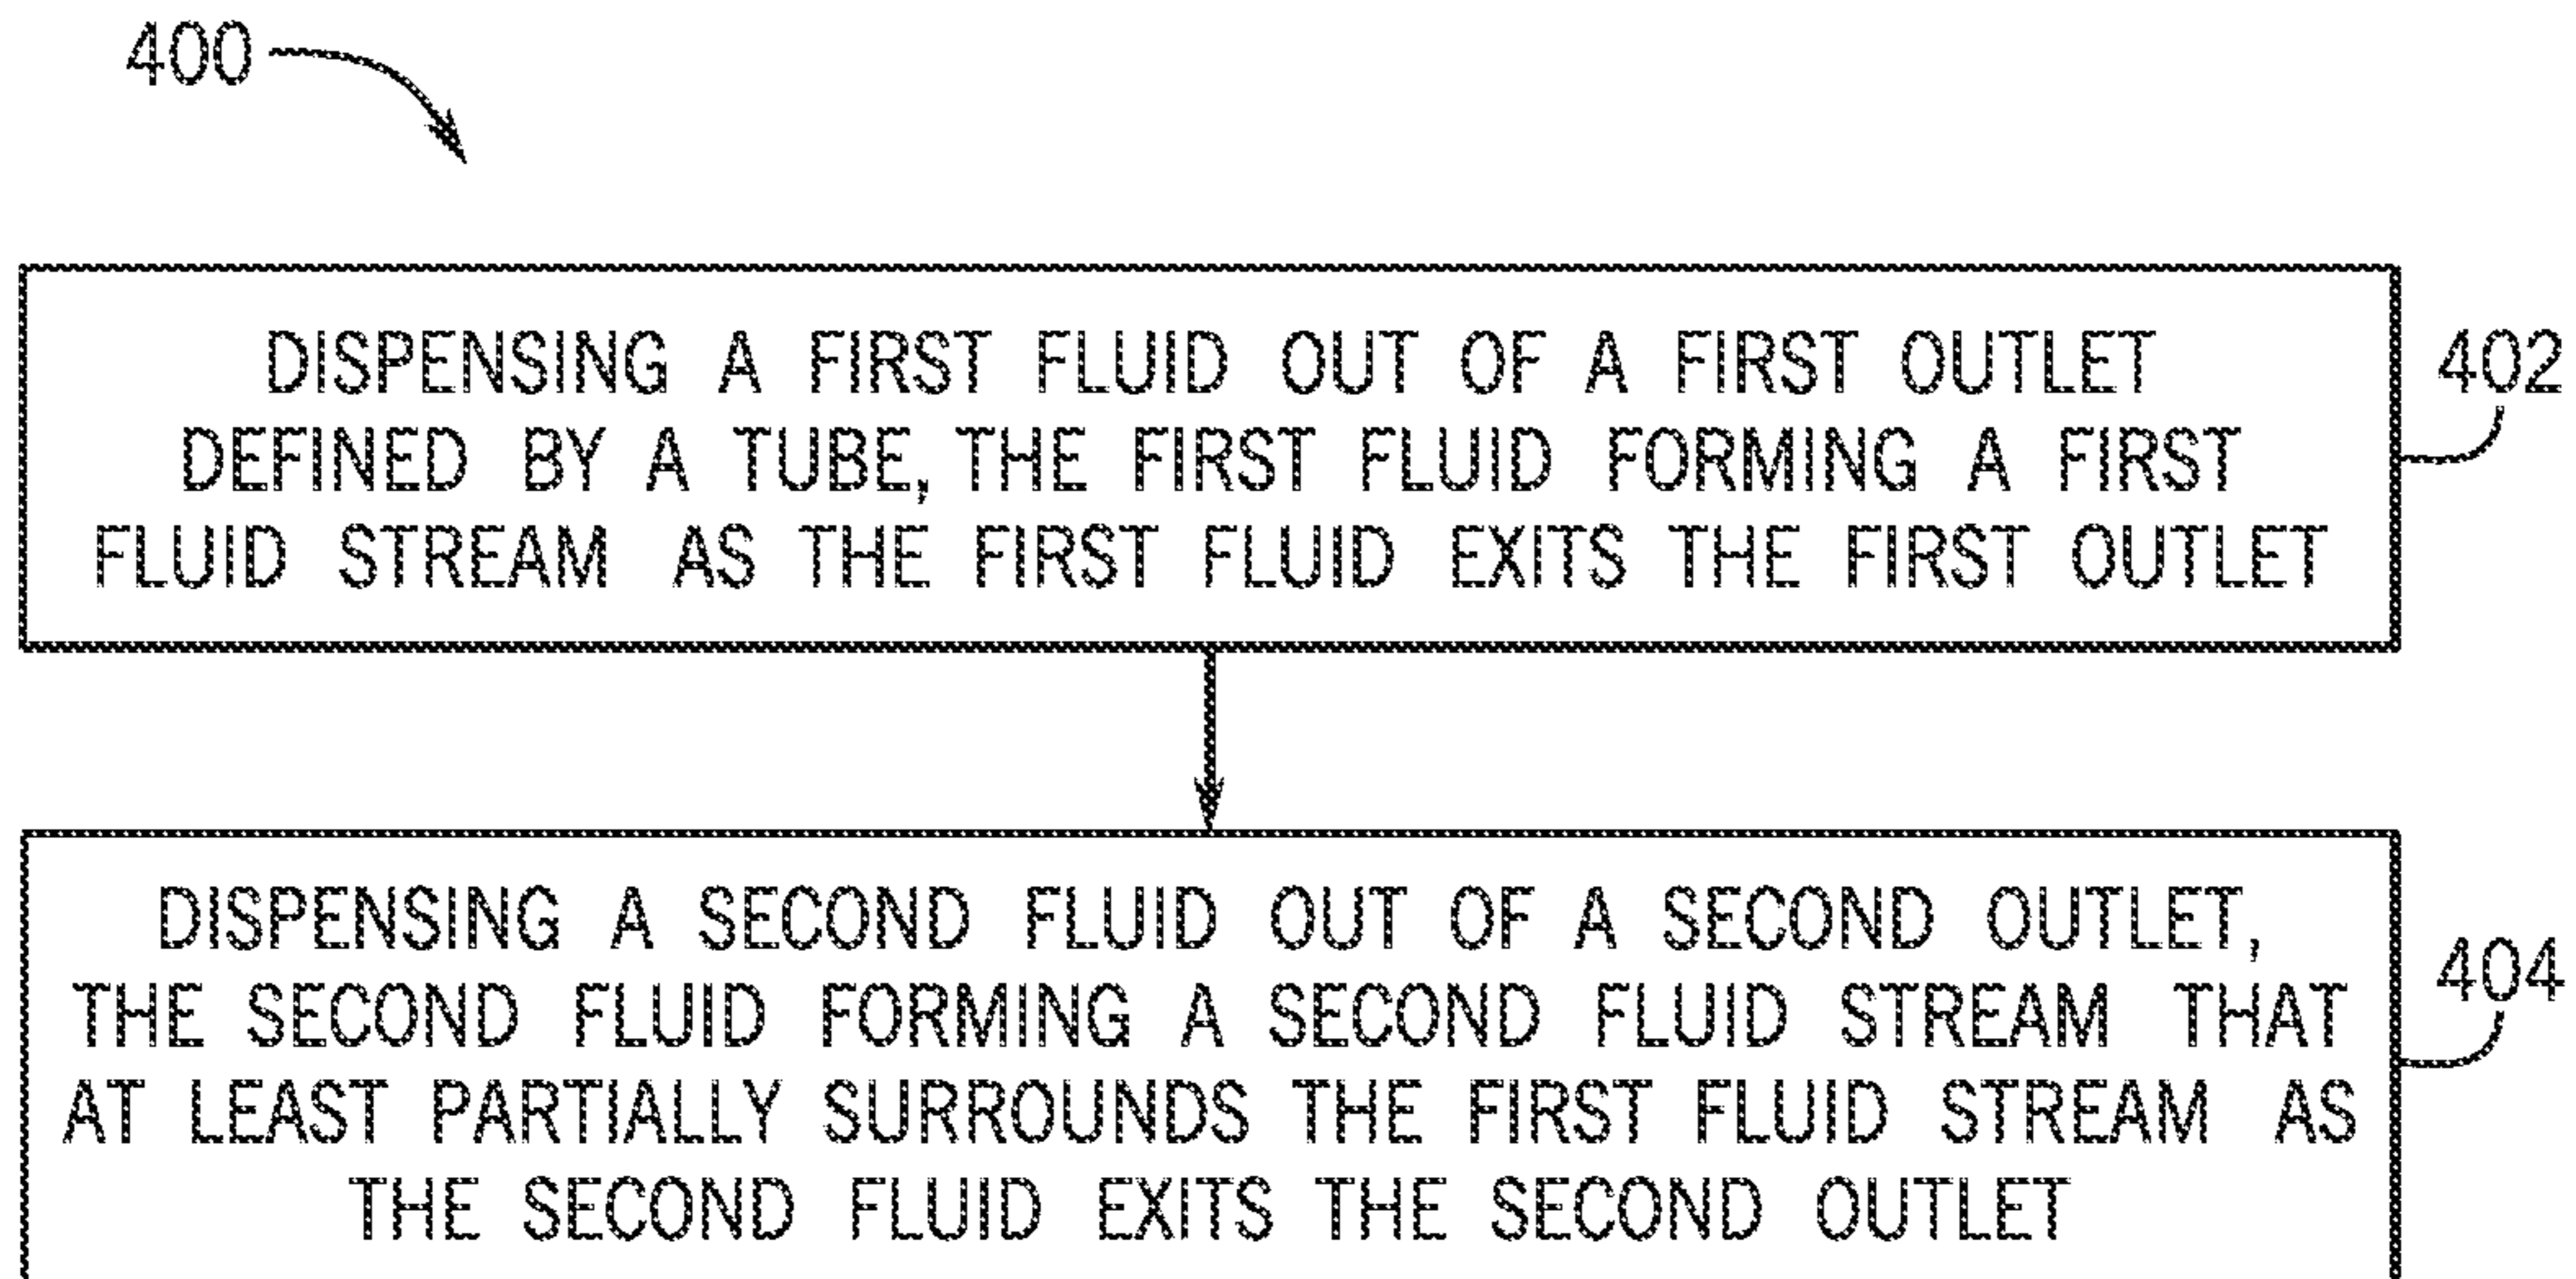 400
DISPENSING A FIRST FLUID OUT OF A FIRST OUTLET
DEFINED BY A TUBE, THE FIRST FLUID FORMING A FIRST
FLUID STREAM AS THE FIRST FLUID EXITS THE FIRST OUTLET
402
DISPENSING A SECOND FLUID OUT OF A SECOND OUTLET,
THE SECOND FLUID FORMING A SECOND FLUID STREAM THAT
AT LEAST PARTIALLY SURROUNDS THE FIRST FLUID STREAM AS
THE SECOND FLUID EXITS THE SECOND OUTLET
404